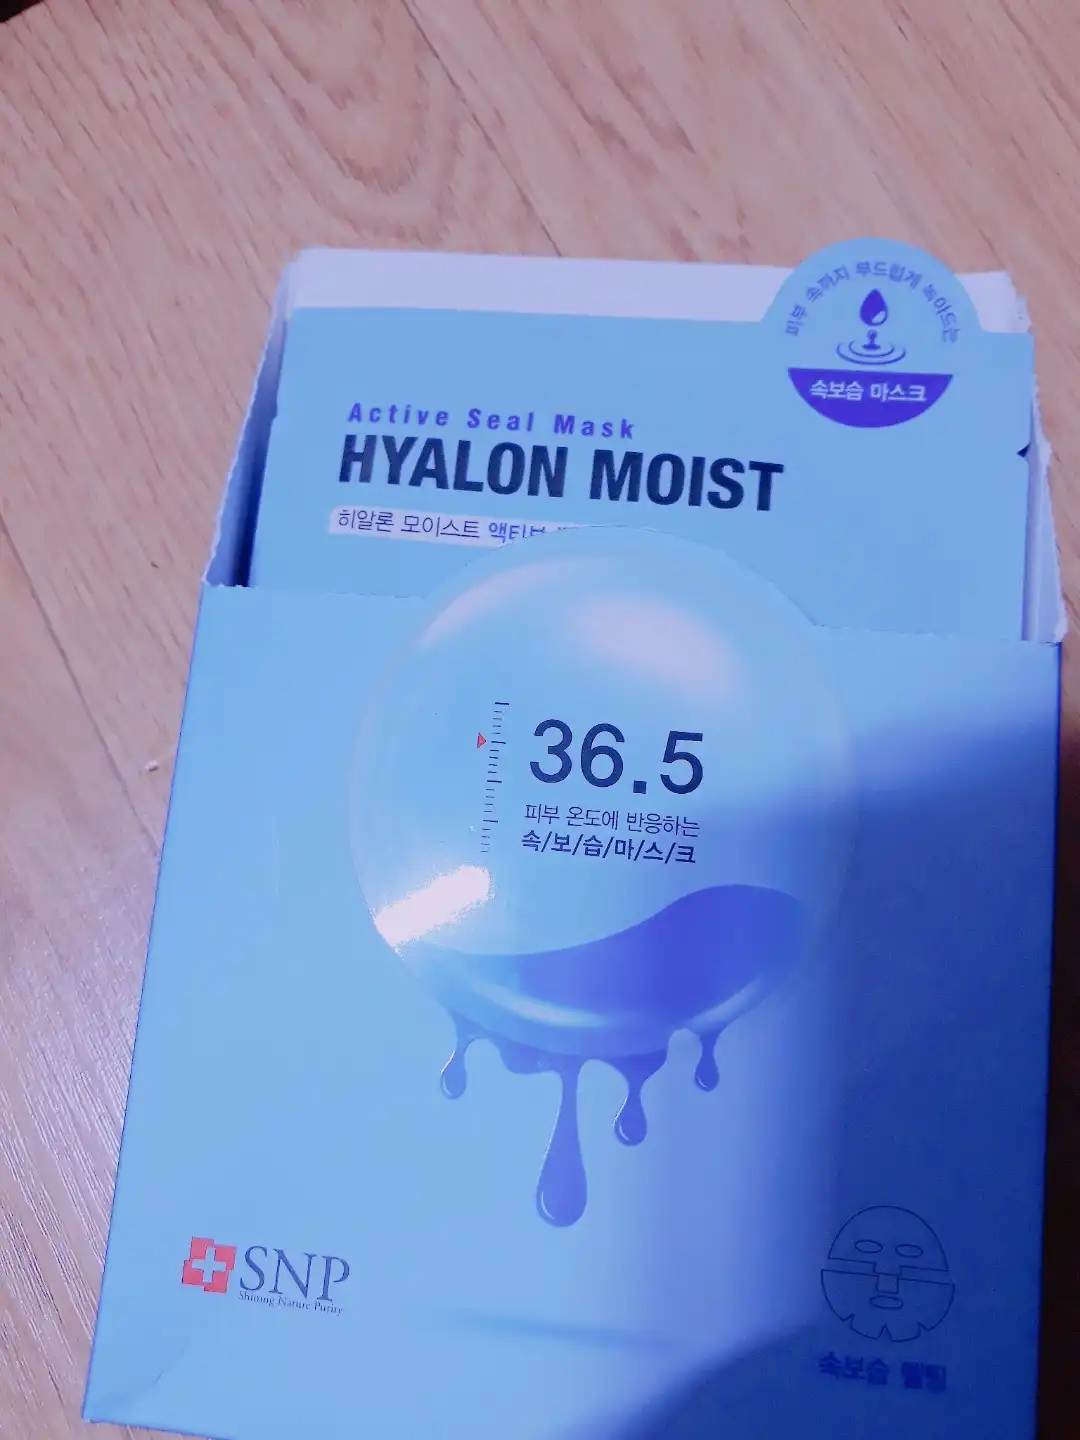 피부 속까지 부드럽게 녹아드는
속보습 마스크
Active Seal Mask
HYALON MOIST
히알론 모이스트 액티브
36.5
피부 온도에 반응하는
속/보/습/마/스/크
SNP
Shining Nature Purity
속보습 멜팅